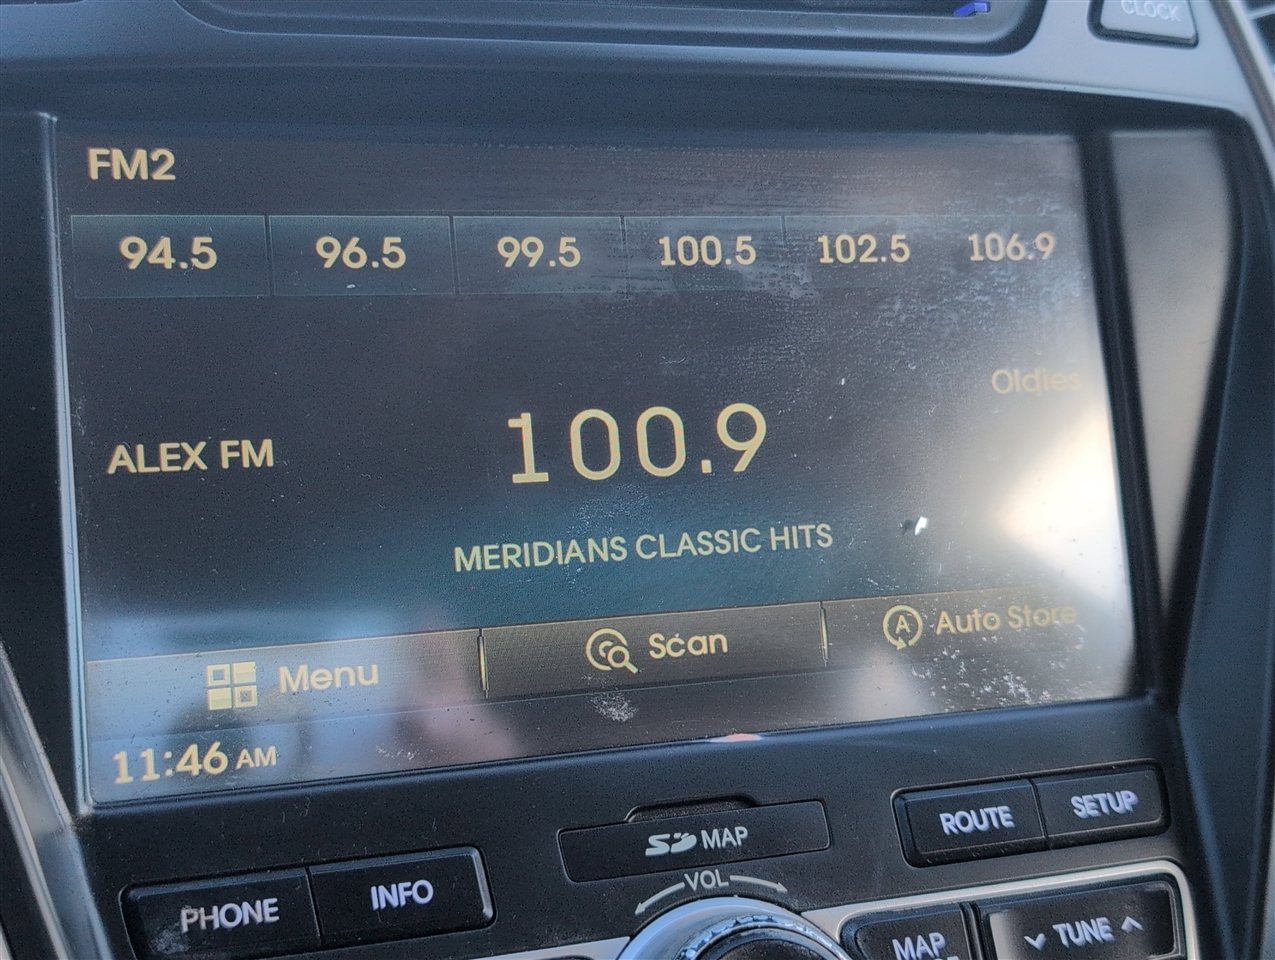 CLOCK
FM2
94.5 96.5 99.5 100.5 102.5 106.9
Oldies
ALEX FM 100.9
MERIDIANS CLASSIC HITS
Menu Scan A Auto Store
11:46 AM
ROUTE SETUP
SD MAP
PHONE INFO
VOL
MAP
TUNE